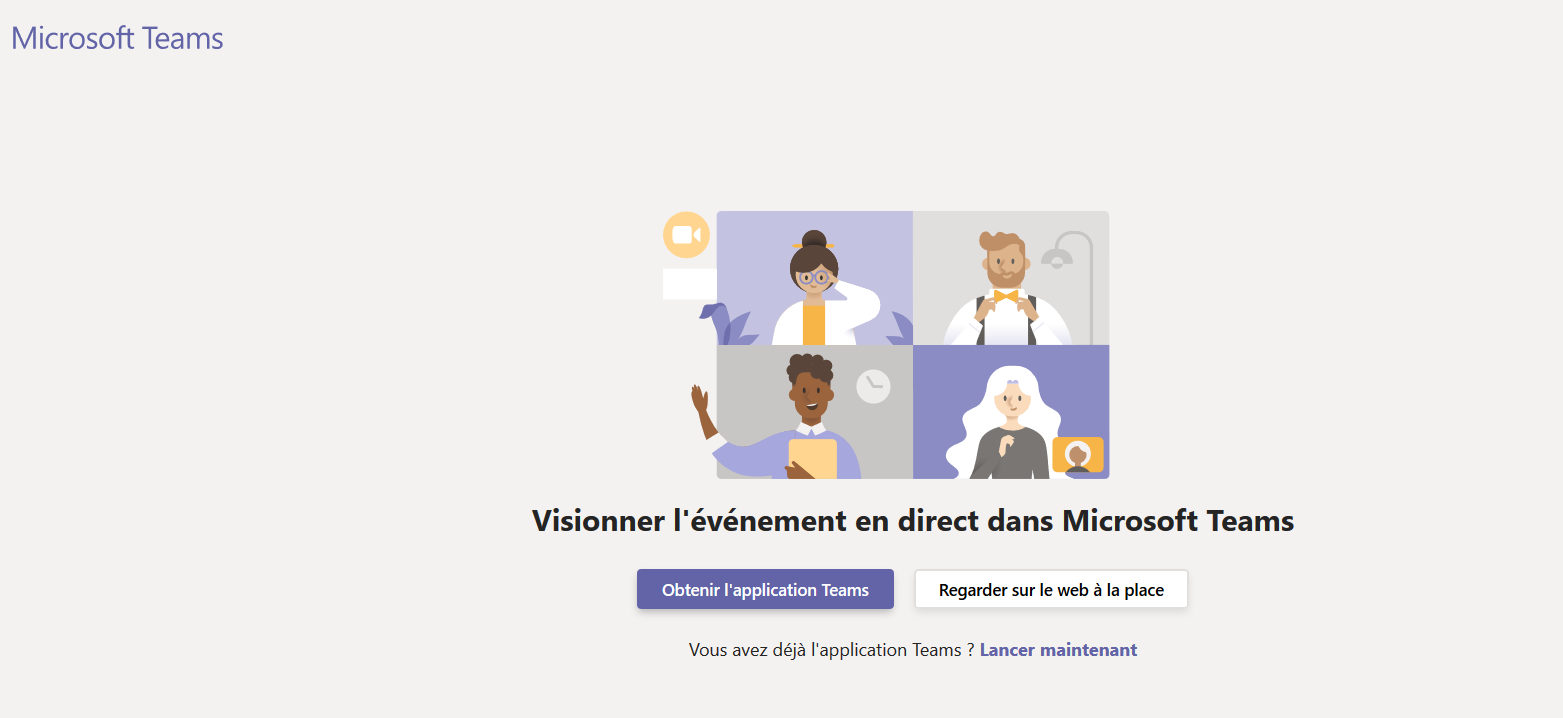 Microsoft Teams
Visionner l'événement en direct dans Microsoft Teams
Obtenir l'application Teams
Regarder sur le web à la place
Vous avez déjà l'application Teams ? Lancer maintenant